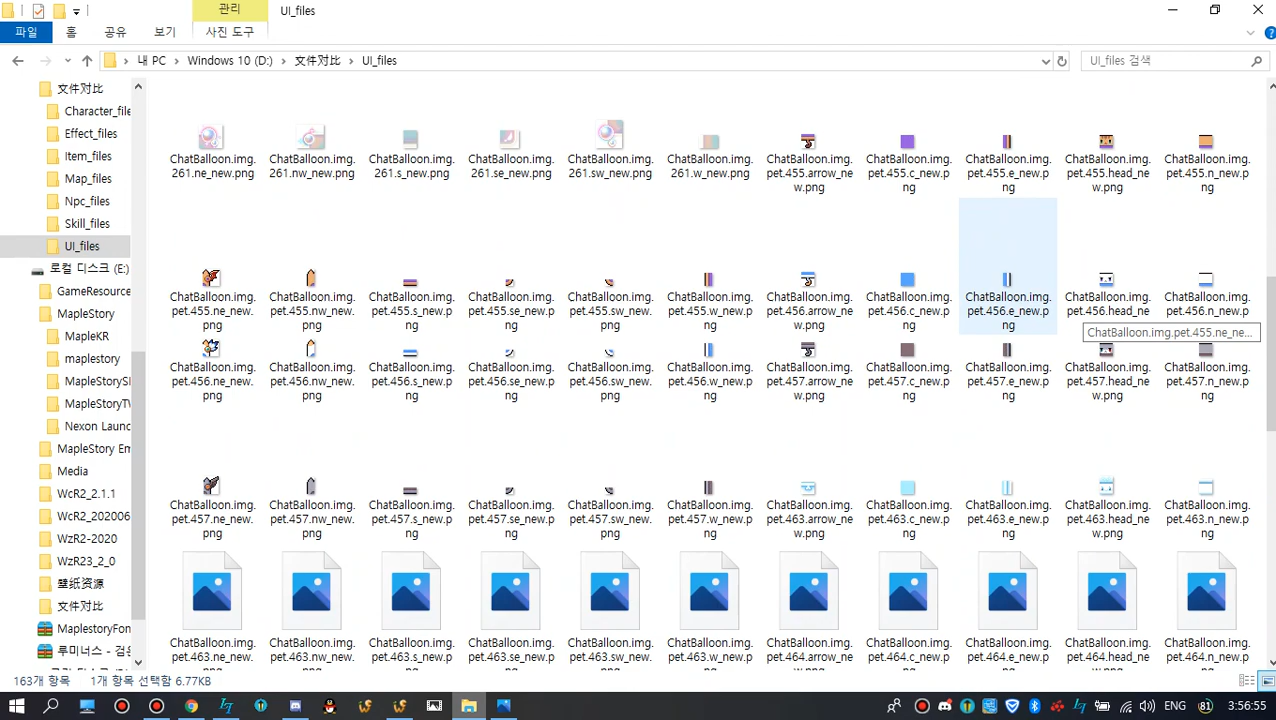 관리
UI_files
파일
홈
공유
보기
사진 도구
내 PC
Windows 10 (D:)
文件对比
UI_files
UI_files 검색
文件对比
Character_file
Effect_files
Item_files
Map_files
Npc_files
Skill_files
UI_files
로컬 디스크 (E:)
GameResource
MapleStory
MapleKR
maplestory
MapleStorySE
MapleStoryTV
Nexon Launc
MapleStory Em
Media
WcR2_2.1.1
WcR2_202006
WzR2-2020
WzR23_2_0
壁纸资源
文件对比
MaplestoryFon
루미너스 - 검은
ChatBalloon.img.261.ne_new.png
ChatBalloon.img.261.nw_new.png
ChatBalloon.img.261.s_new.png
ChatBalloon.img.261.se_new.png
ChatBalloon.img.261.sw_new.png
ChatBalloon.img.261.w_new.png
ChatBalloon.img.pet.455.arrow_new.png
ChatBalloon.img.pet.455.c_new.png
ChatBalloon.img.pet.455.e_new.png
ChatBalloon.img.pet.455.head_new.png
ChatBalloon.img.pet.455.n_new.png
ChatBalloon.img.pet.455.ne_new.png
ChatBalloon.img.pet.455.nw_new.png
ChatBalloon.img.pet.455.s_new.png
ChatBalloon.img.pet.455.se_new.png
ChatBalloon.img.pet.455.sw_new.png
ChatBalloon.img.pet.455.w_new.png
ChatBalloon.img.pet.456.arrow_new.png
ChatBalloon.img.pet.456.c_new.png
ChatBalloon.img.pet.456.e_new.png
ChatBalloon.img.pet.456.head_ne
ChatBalloon.img.pet.456.n_new.p
ChatBalloon.img.pet.455.ne_ne...
ChatBalloon.img.pet.456.ne_new.png
ChatBalloon.img.pet.456.nw_new.png
ChatBalloon.img.pet.456.s_new.png
ChatBalloon.img.pet.456.se_new.png
ChatBalloon.img.pet.456.sw_new.png
ChatBalloon.img.pet.456.w_new.png
ChatBalloon.img.pet.457.arrow_new.png
ChatBalloon.img.pet.457.c_new.png
ChatBalloon.img.pet.457.e_new.png
ChatBalloon.img.pet.457.head_new.png
ChatBalloon.img.pet.457.n_new.png
ChatBalloon.img.pet.457.ne_new.png
ChatBalloon.img.pet.457.nw_new.png
ChatBalloon.img.pet.457.s_new.png
ChatBalloon.img.pet.457.se_new.png
ChatBalloon.img.pet.457.sw_new.png
ChatBalloon.img.pet.457.w_new.png
ChatBalloon.img.pet.463.arrow_new.png
ChatBalloon.img.pet.463.c_new.png
ChatBalloon.img.pet.463.e_new.png
ChatBalloon.img.pet.463.head_new.png
ChatBalloon.img.pet.463.n_new.png
ChatBalloon.img.pet.463.ne_new.
ChatBalloon.img.pet.463.nw_new.
ChatBalloon.img.pet.463.s_new.p
ChatBalloon.img.pet.463.se_new.
ChatBalloon.img.pet.463.sw_new.
ChatBalloon.img.pet.463.w_new.p
ChatBalloon.img.pet.464.arrow_ne
ChatBalloon.img.pet.464.c_new.p
ChatBalloon.img.pet.464.e_new.p
ChatBalloon.img.pet.464.head_ne
ChatBalloon.img.pet.464.n_new.p
163개 항목
1개 항목 선택함 6.77KB
ENG
81
3:56:55